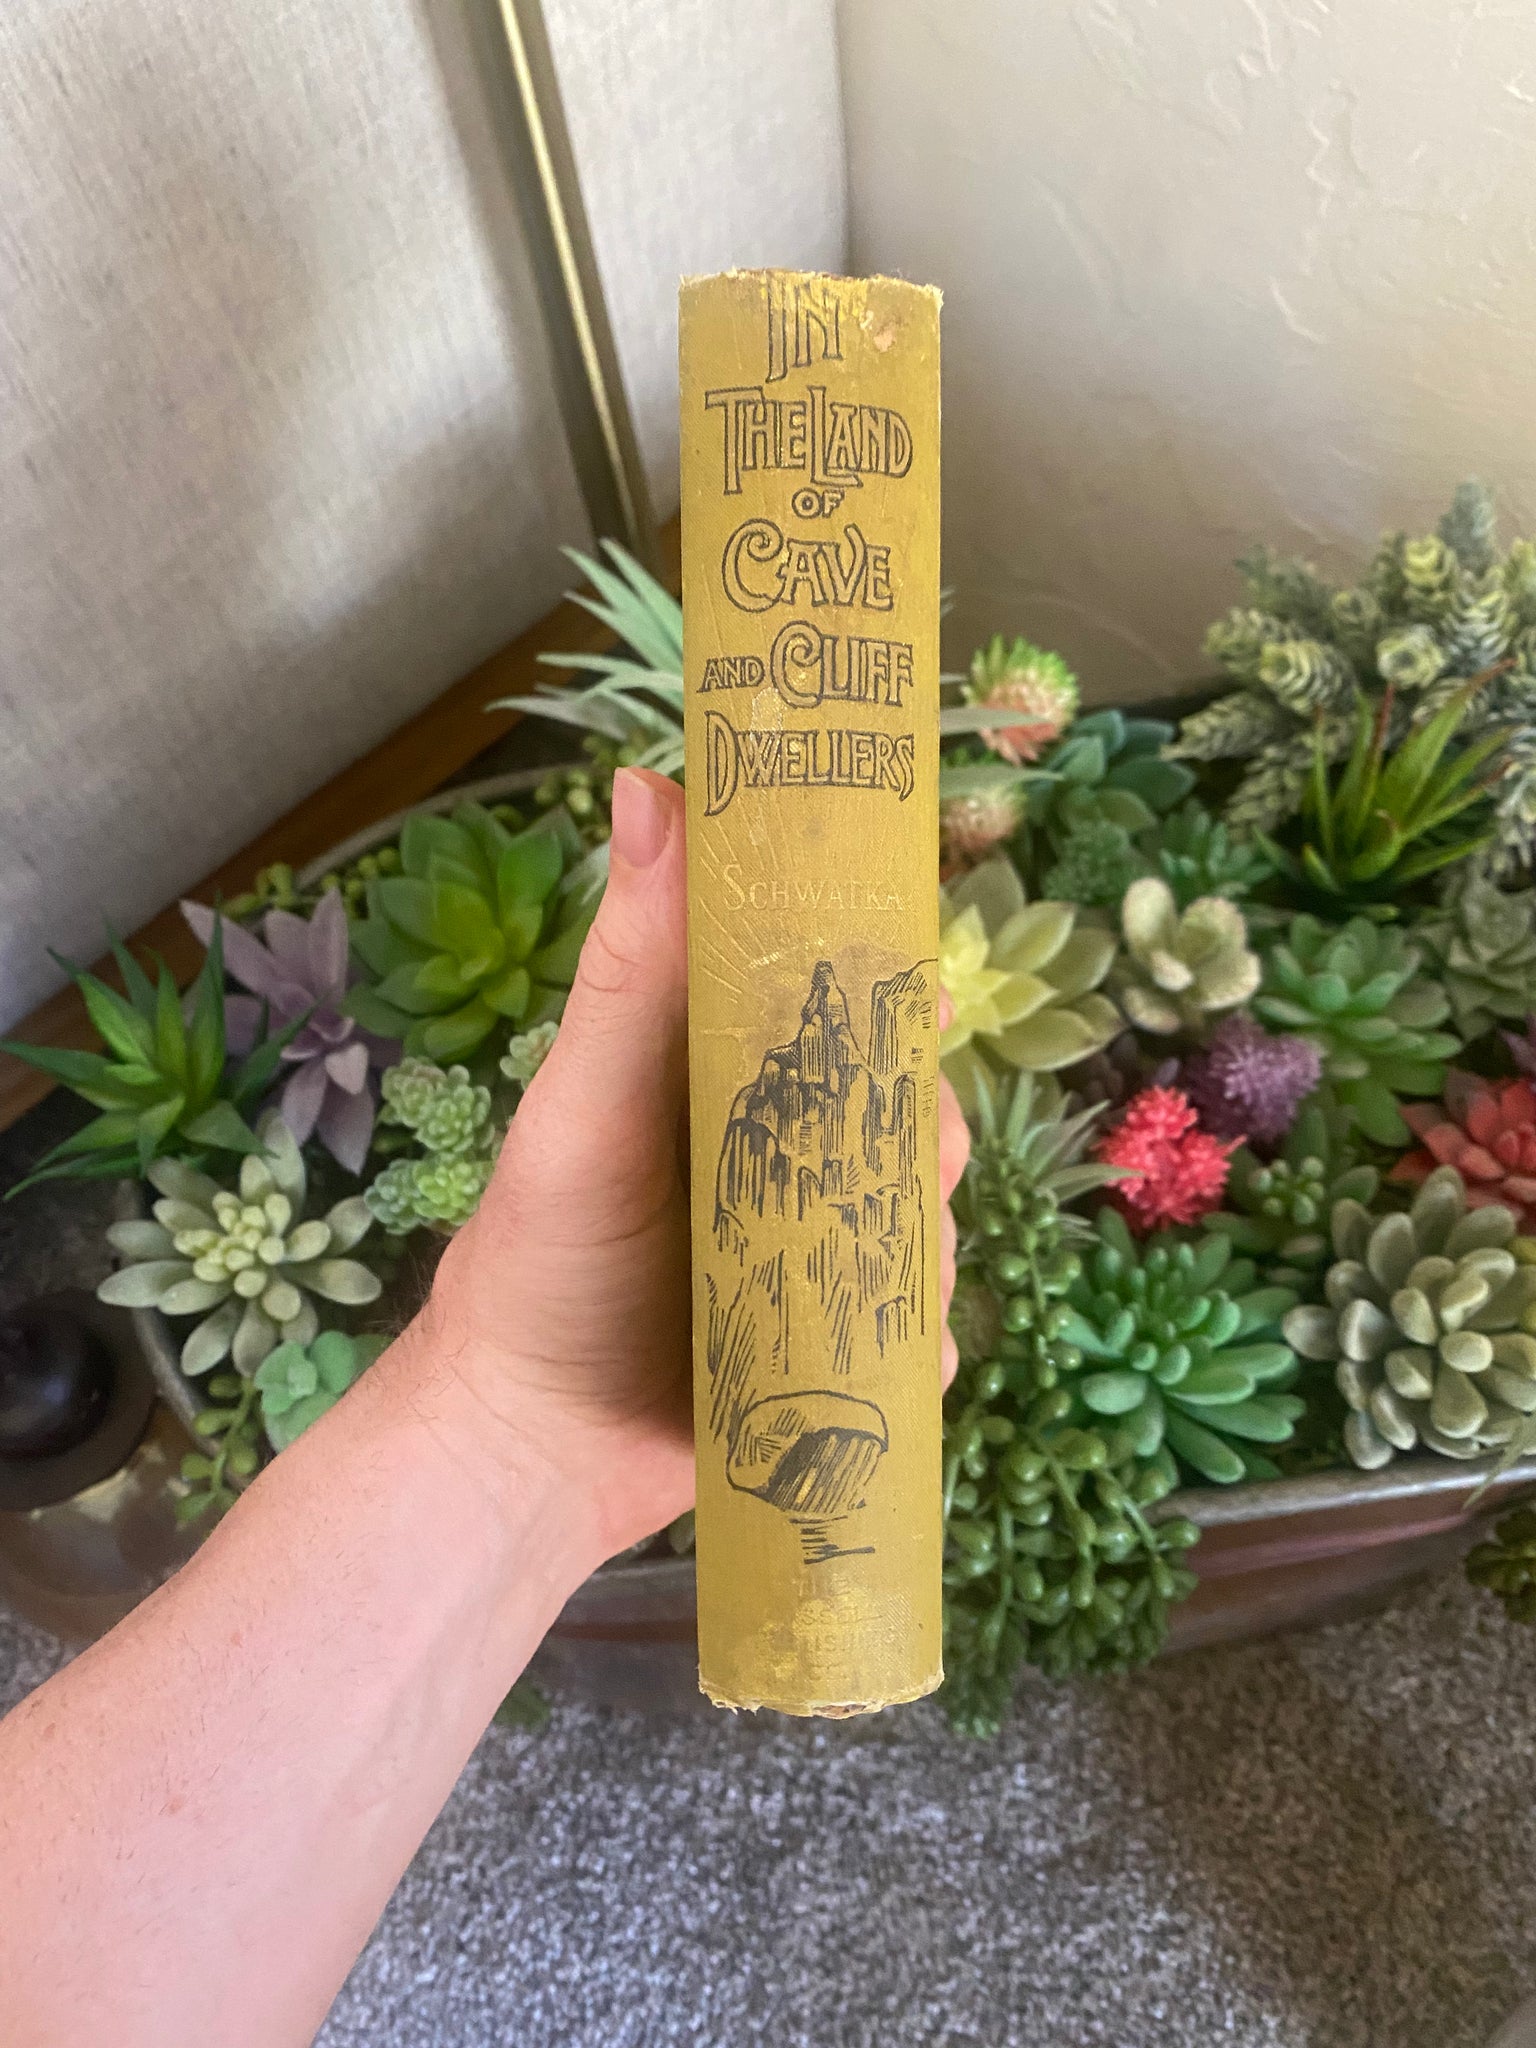 IN
THE LAND
OF
CAVE
AND CLIFF
DWELLERS
SCHWATKA
THE